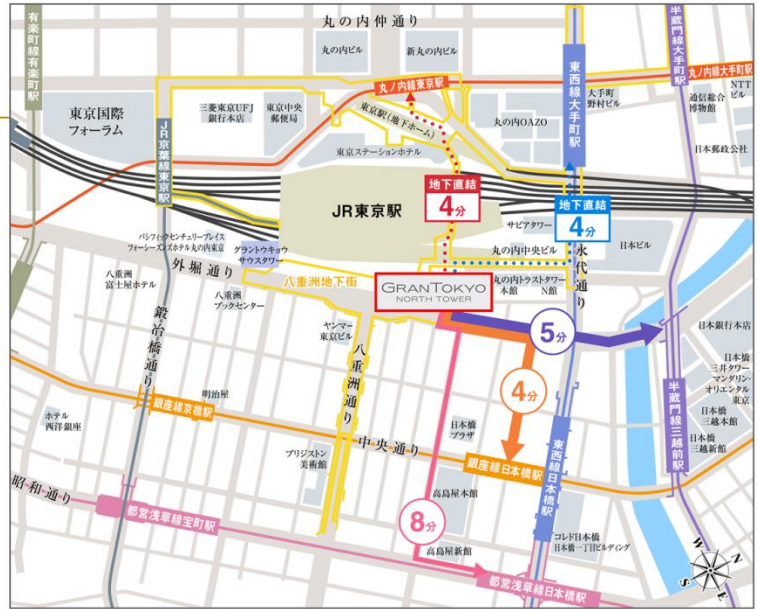 丸の内仲通り
丸の内ビル
新丸の内ビル
有楽町線有楽町駅
半蔵門線大手町駅
東西線大手町駅
丸ノ内線東京駅
丸ノ内線大手町駅
大手町
野村ビル
通信総合
博物館
NTT
ビル
日本郵政公社
東京国際
フォーラム
三菱東京UFJ
銀行本店
東京中央
郵便局
東京駅(地下ホーム)
丸の内OAZO
東京ステーションホテル
JR京葉線東京駅
JR東京駅
地下直結
4分
地下直結
4分
サピアタワー
丸の内中央ビル
日本ビル
永代通り
パシフィックセンチュリープレイス
フォーシーズンズホテル丸の内東京
グラントウキョウ
サウスタワー
外堀通り
八重洲地下街
GRANTOKYO
NORTH TOWER
丸の内トラストタワー
本館
N館
八重洲
富士屋ホテル
八重洲
ブックセンター
鍛冶橋通り
ヤンマー
東京ビル
八重洲通り
5分
4分
8分
日本銀行本店
日本橋
三井タワー
マンダリン・
オリエンタル
東京
日本橋
三越本店
日本橋
三越新館
半蔵門線三越前駅
明治屋
銀座線京橋駅
ホテル
西洋銀座
中央通り
日本橋
プラザ
銀座線日本橋駅
東西線日本橋駅
ブリジストン
美術館
高島屋本館
高島屋新館
昭和通り
都営浅草線宝町駅
都営浅草線日本橋駅
コレド日本橋
日本橋一丁目ビルディング
W
N
S
E